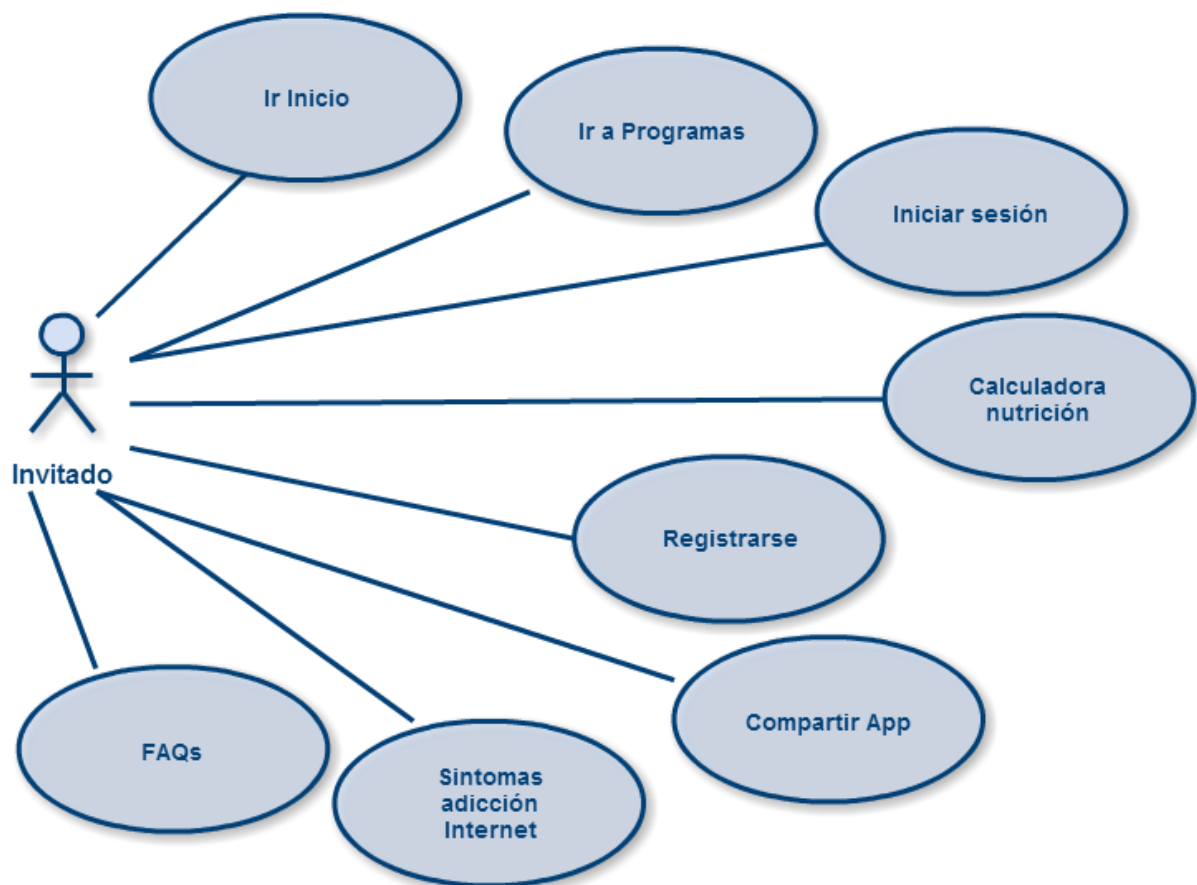 Ir Inicio
Ir a Programas
Iniciar sesión
Calculadora
nutrición
Invitado
Registrarse
Compartir App
FAQs
Sintomas
adicción
Internet